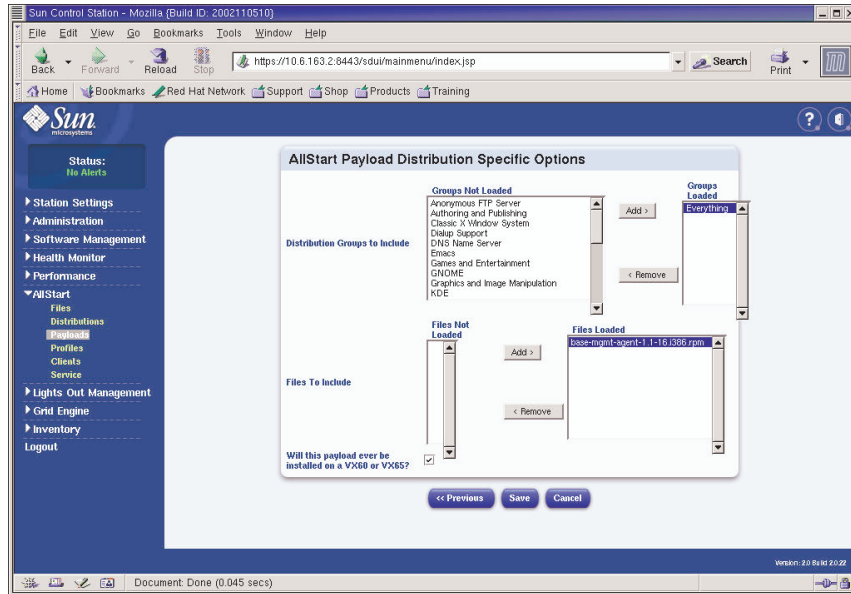 Sun Control Station - Mozilla {Build ID: 2002110510}
File Edit View Go Bookmarks Tools Window Help
Back Forward Reload Stop https://10.6.163.2:8443/sdui/mainmenu/index.jsp Search Print
Home Bookmarks Red Hat Network Support Shop Products Training
Sun
microsystems
Status:
No Alerts
Station Settings
Administration
Software Management
Health Monitor
Performance
AllStart
Files
Distributions
Payloads
Profiles
Clients
Service
Lights Out Management
Grid Engine
Inventory
Logout
AllStart Payload Distribution Specific Options
Distribution Groups to Include
Groups Not Loaded
Anonymous FTP Server
Authoring and Publishing
Classic X Window System
Dialup Support
DNS Name Server
Emacs
Games and Entertainment
GNOME
Graphics and Image Manipulation
KDE
Add >
< Remove
Groups
Loaded
Everything
Files To Include
Files Not
Loaded
Add >
< Remove
Files Loaded
base-mgmt-agent-1.1-16.i386.rpm
Will this payload ever be
installed on a VX60 or VX65?
<< Previous Save Cancel
Version: 2.0 Build 2.0.22
Document: Done (0.045 secs)